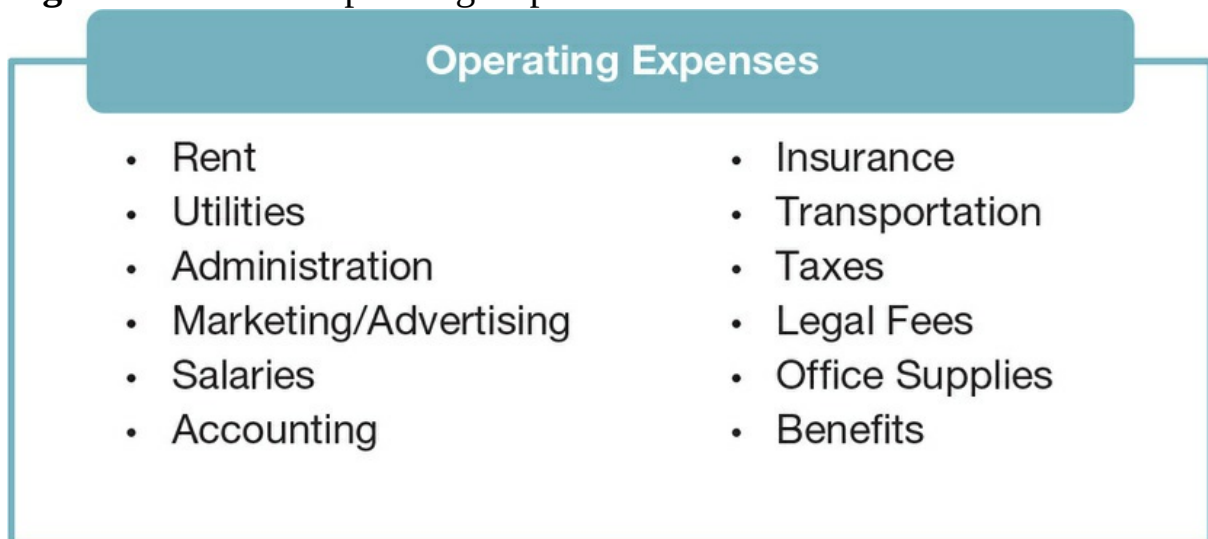 Operating Expenses
• Rent
• Utilities
• Administration
• Marketing/Advertising
• Salaries
• Accounting
• Insurance
• Transportation
• Taxes
• Legal Fees
• Office Supplies
• Benefits